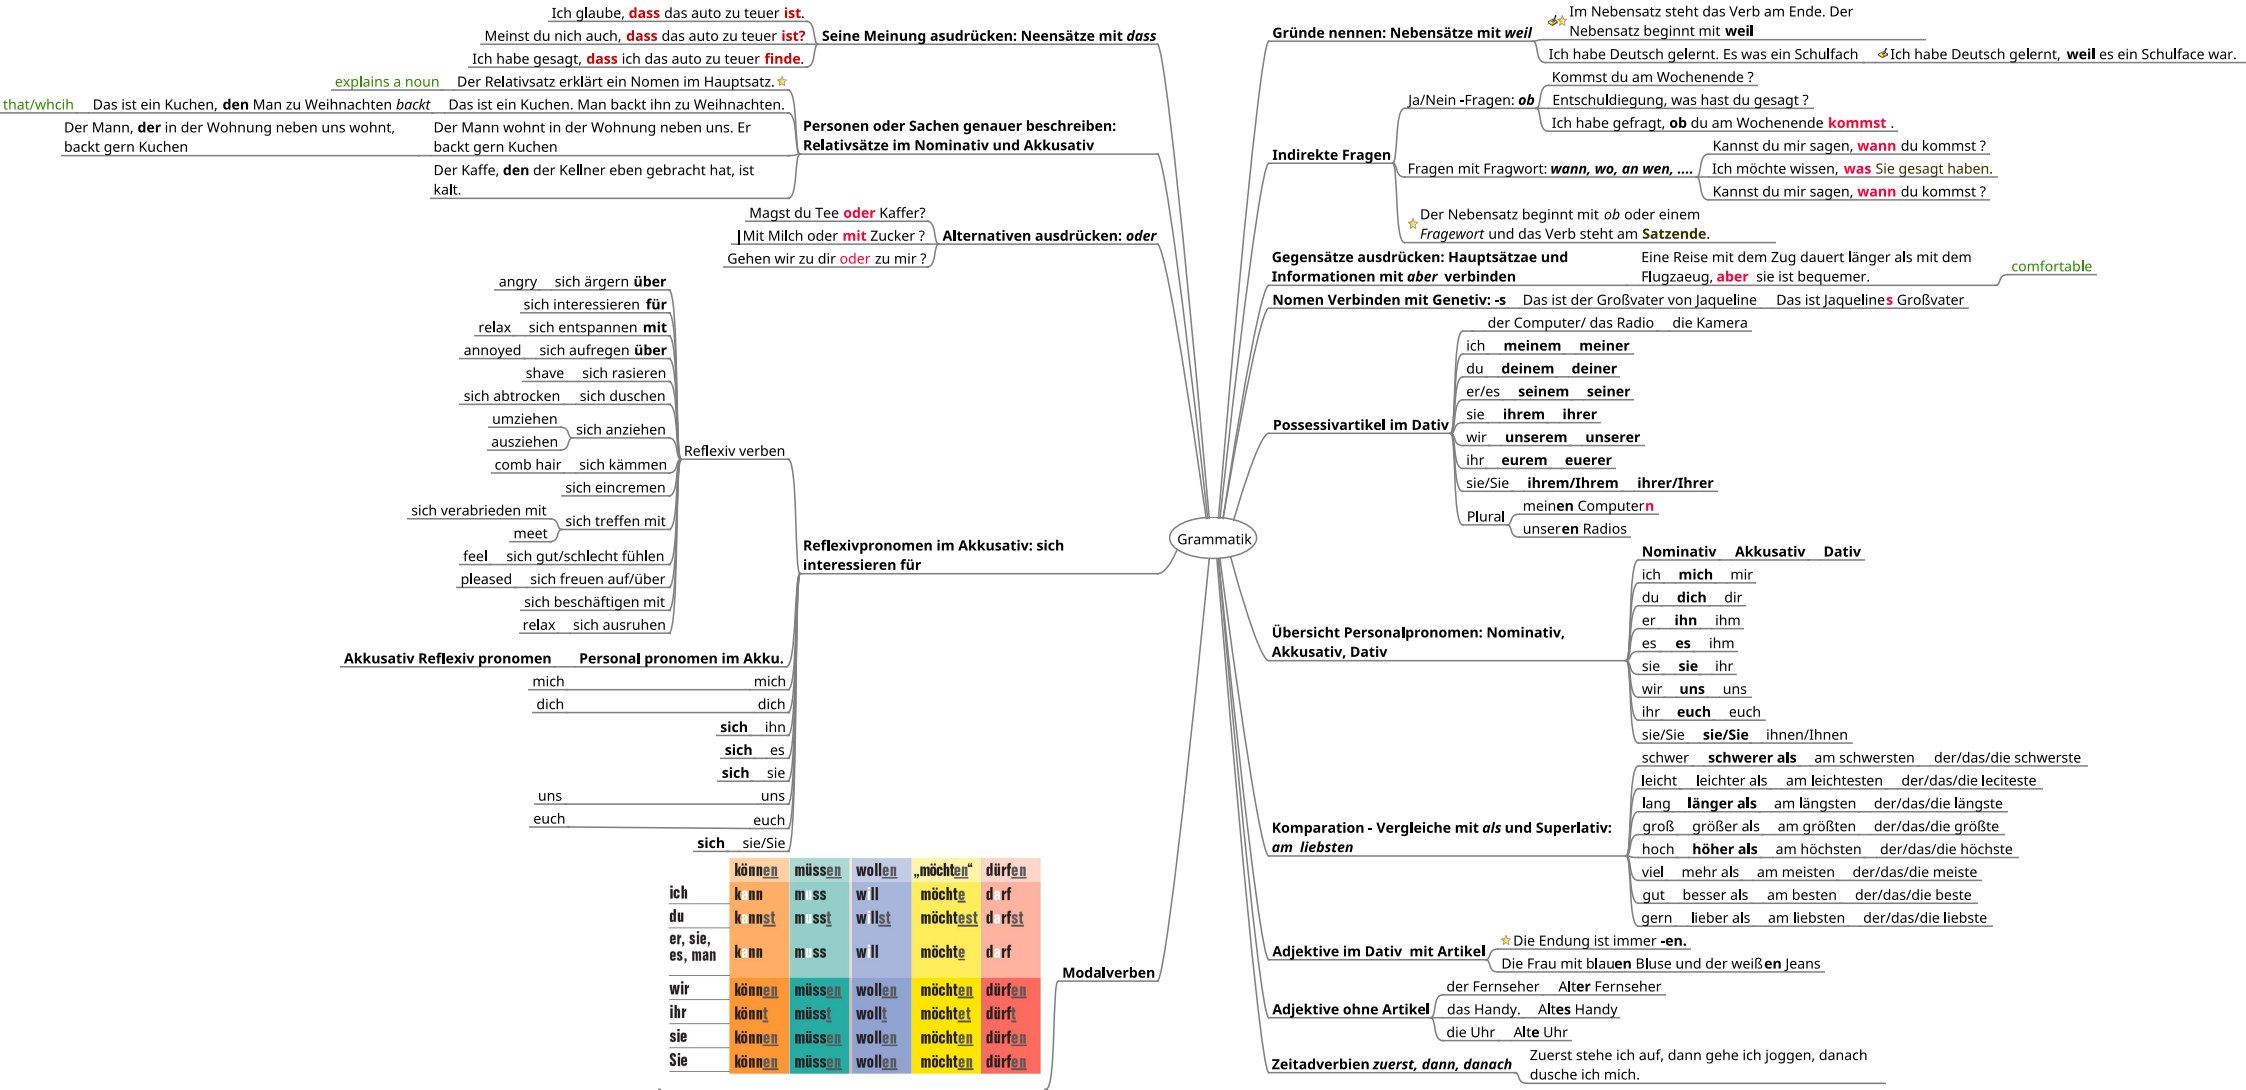 Grammatik
Seine Meinung asudrücken: Neensätze mit dass
Ich glaube, dass das auto zu teuer ist.
Meinst du nich auch, dass das auto zu teuer ist?
Ich habe gesagt, dass ich das auto zu teuer finde.
Personen oder Sachen genauer beschreiben:
Relativsätze im Nominativ und Akkusativ
explains a noun Der Relativsatz erklärt ein Nomen im Hauptsatz.
that/whcih Das ist ein Kuchen, den Man zu Weihnachten backt Das ist ein Kuchen. Man backt ihn zu Weihnachten.
Der Mann, der in der Wohnung neben uns wohnt,
backt gern Kuchen
Der Mann wohnt in der Wohnung neben uns. Er
backt gern Kuchen
Der Kaffe, den der Kellner eben gebracht hat, ist
kalt.
Alternativen ausdrücken: oder
Magst du Tee oder Kaffer?
Mit Milch oder mit Zucker ?
Gehen wir zu dir oder zu mir ?
Reflexivpronomen im Akkusativ: sich
interessieren für
Reflexiv verben
angry sich ärgern über
sich interessieren für
relax sich entspannen mit
annoyed sich aufregen über
shave sich rasieren
sich abtrocken sich duschen
umziehen
ausziehen
sich anziehen
comb hair sich kämmen
sich eincremen
sich verabrieden mit
meet
sich treffen mit
feel sich gut/schlecht fühlen
pleased sich freuen auf/über
sich beschäftigen mit
relax sich ausruhen
Akkusativ Reflexiv pronomen Personal pronomen im Akku.
mich mich
dich dich
sich ihn
sich es
sich sie
uns uns
euch euch
sich sie/Sie
Modalverben
können müssen wollen „möchten“ dürfen
ich kann muss will möchte darf
du kannst musst willst möchtest darfst
er, sie,
es, man kann muss will möchte darf
wir können müssen wollen möchten dürfen
ihr könnt müsst wollt möchtet dürft
sie können müssen wollen möchten dürfen
Sie können müssen wollen möchten dürfen
Gründe nennen: Nebensätze mit weil
Im Nebensatz steht das Verb am Ende. Der
Nebensatz beginnt mit weil
Ich habe Deutsch gelernt. Es was ein Schulfach Ich habe Deutsch gelernt, weil es ein Schulface war.
Indirekte Fragen
Ja/Nein -Fragen: ob
Kommst du am Wochenende ?
Entschuldiegung, was hast du gesagt ?
Ich habe gefragt, ob du am Wochenende kommst .
Fragen mit Fragwort: wann, wo, an wen, ....
Kannst du mir sagen, wann du kommst ?
Ich möchte wissen, was Sie gesagt haben.
Kannst du mir sagen, wann du kommst ?
Der Nebensatz beginnt mit ob oder einem
Fragewort und das Verb steht am Satzende.
Gegensätze ausdrücken: Hauptsätzae und
Informationen mit aber verbinden
Eine Reise mit dem Zug dauert länger als mit dem
Flugzaeug, aber sie ist bequemer.
comfortable
Nomen Verbinden mit Genetiv: -s Das ist der Großvater von Jaqueline Das ist Jaquelines Großvater
Possessivartikel im Dativ
der Computer/ das Radio die Kamera
ich meinem meiner
du deinem deiner
er/es seinem seiner
sie ihrem ihrer
wir unserem unserer
ihr eurem euerer
sie/Sie ihrem/Ihrem ihrer/Ihrer
Plural
meinen Computern
unseren Radios
Übersicht Personalpronomen: Nominativ,
Akkusativ, Dativ
Nominativ Akkusativ Dativ
ich mich mir
du dich dir
er ihn ihm
es es ihm
sie sie ihr
wir uns uns
ihr euch euch
sie/Sie sie/Sie ihnen/Ihnen
Komparation - Vergleiche mit als und Superlativ:
am liebsten
schwer schwerer als am schwersten der/das/die schwerste
leicht leichter als am leichtesten der/das/die leciteste
lang länger als am längsten der/das/die längste
groß größer als am größten der/das/die größte
hoch höher als am höchsten der/das/die höchste
viel mehr als am meisten der/das/die meiste
gut besser als am besten der/das/die beste
gern lieber als am liebsten der/das/die liebste
Adjektive im Dativ mit Artikel
Die Endung ist immer -en.
Die Frau mit blauen Bluse und der weißen Jeans
Adjektive ohne Artikel
der Fernseher Alter Fernseher
das Handy. Altes Handy
die Uhr Alte Uhr
Zeitadverbien zuerst, dann, danach
Zuerst stehe ich auf, dann gehe ich joggen, danach
dusche ich mich.